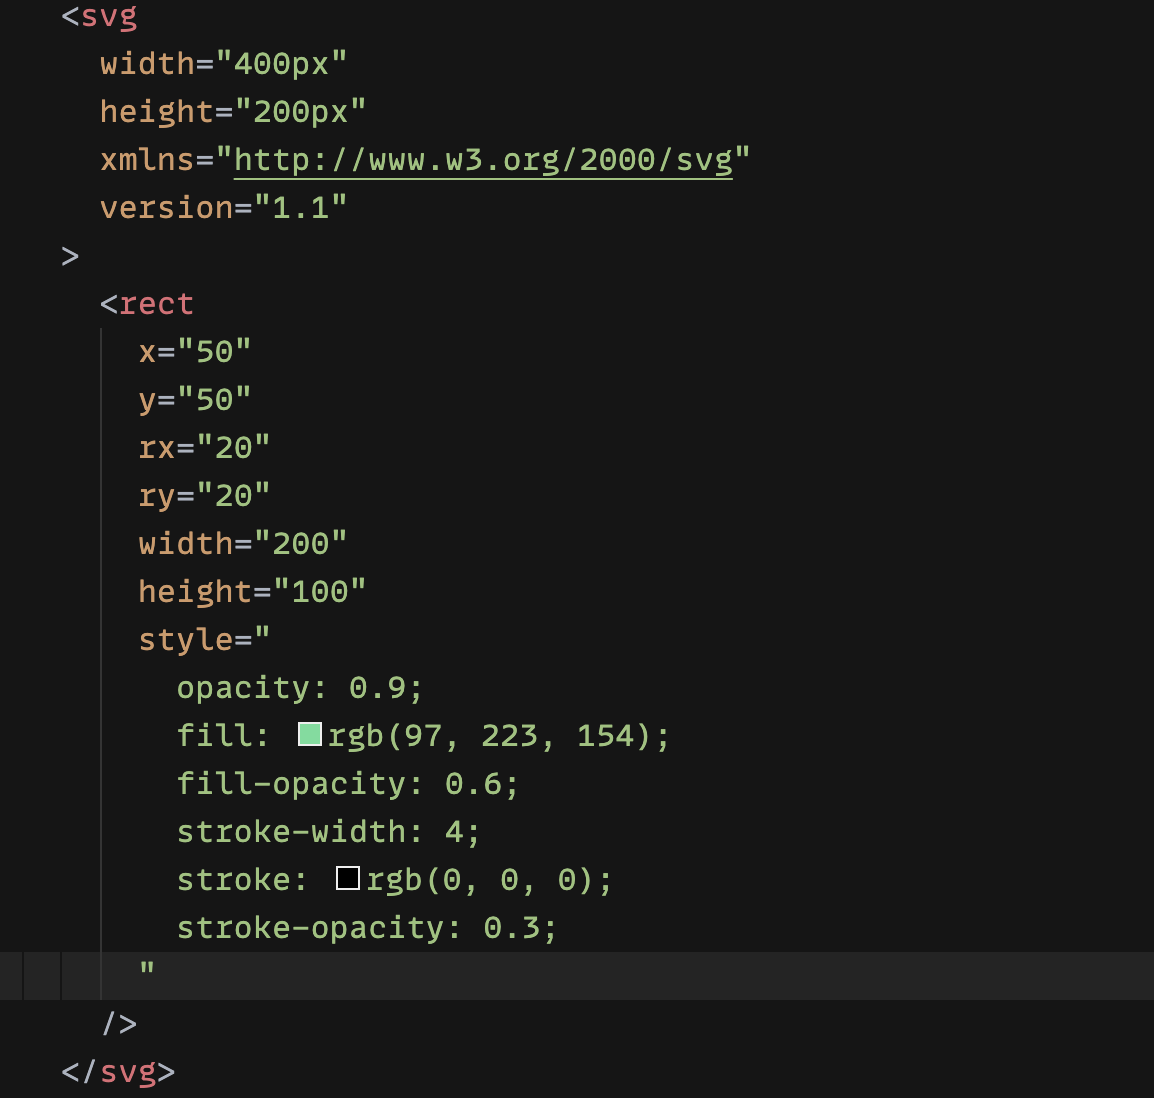 <svg
width="400px"
height="200px"
xmlns="http://www.w3.org/2000/svg"
version="1.1"
>
<rect
x="50"
y="50"
rx="20"
ry="20"
width="200"
height="100"
style="
opacity: 0.9;
fill: rgb(97, 223, 154);
fill-opacity: 0.6;
stroke-width: 4;
stroke: rgb(0, 0, 0);
stroke-opacity: 0.3;
"
/>
</svg>